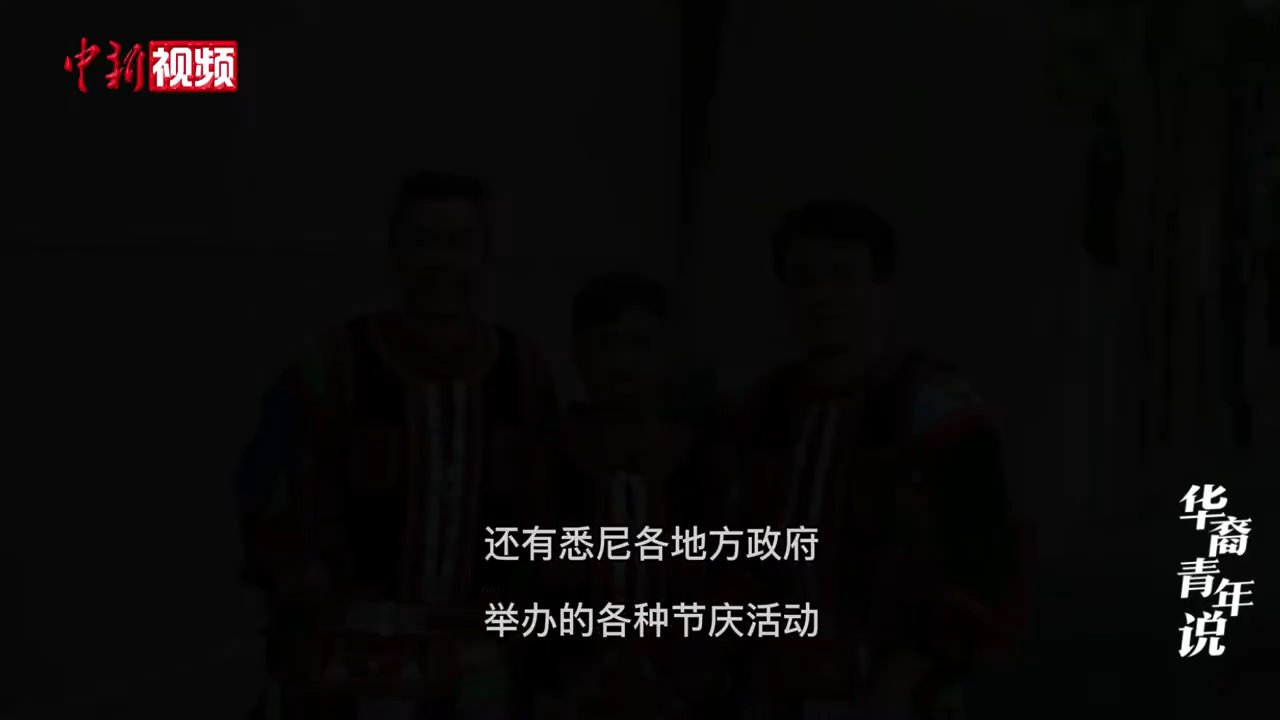 中新视频
还有悉尼各地方政府
举办的各种节庆活动
华裔青年说